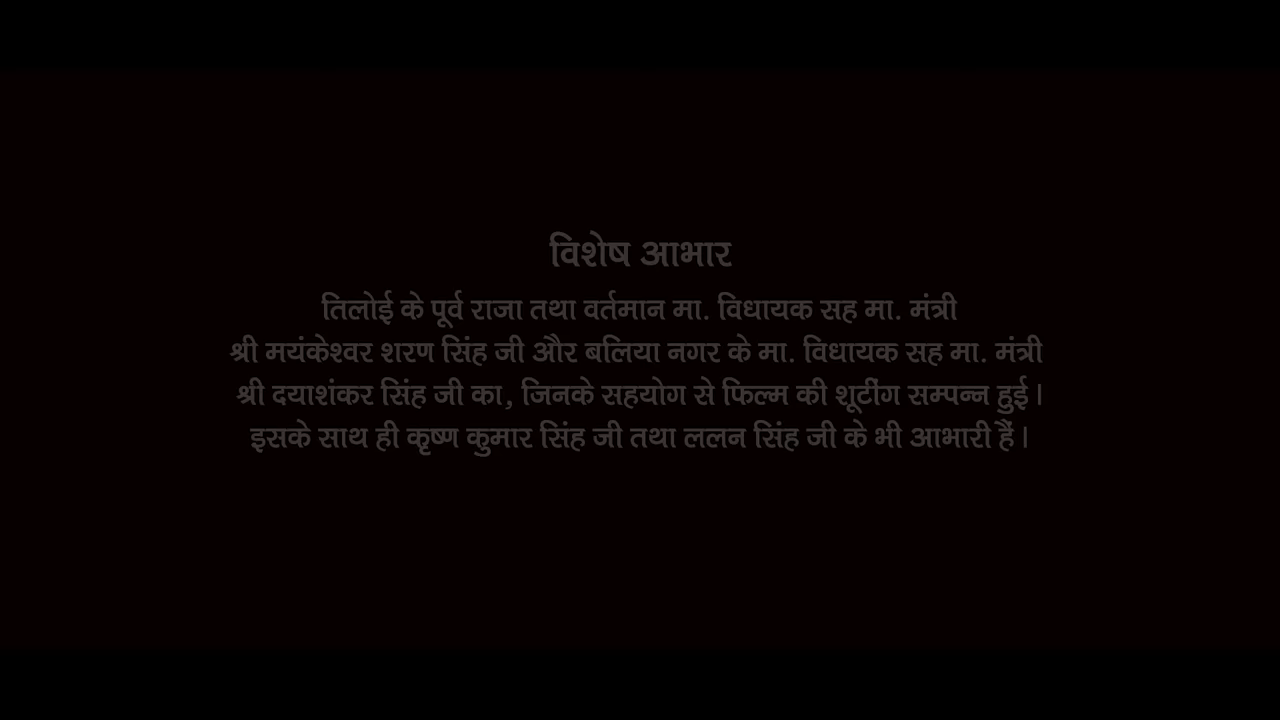 विशेष आभार
तिलोई के पूर्व राजा तथा वर्तमान मा. विधायक सह मा. मंत्री
श्री मयंकेश्वर शरण सिंह जी और बलिया नगर के मा. विधायक सह मा. मंत्री
श्री दयाशंकर सिंह जी का, जिनके सहयोग से फिल्म की शूटींग सम्पन्न हुई।
इसके साथ ही कृष्ण कुमार सिंह जी तथा ललन सिंह जी के भी आभारी हैं।